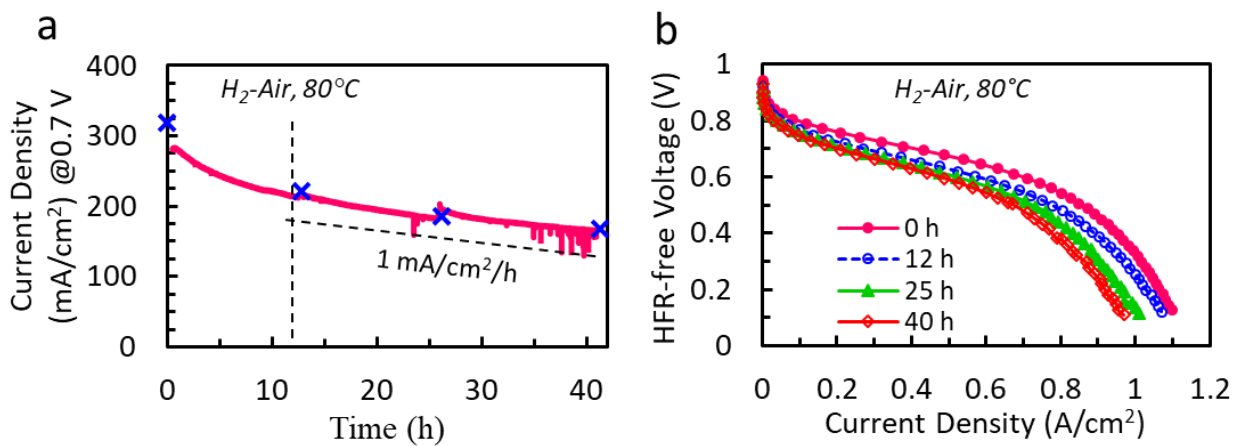 a
Current Density
(mA/cm²) @0.7 V
400
300
200
100
0
H₂-Air, 80°C
1 mA/cm²/h
0
10
20
30
40
Time (h)
b
HFR-free Voltage (V)
1
0.8
0.6
0.4
0.2
0
H₂-Air, 80°C
0 h
12 h
25 h
40 h
0
0.2
0.4
0.6
0.8
1
1.2
Current Density (A/cm²)